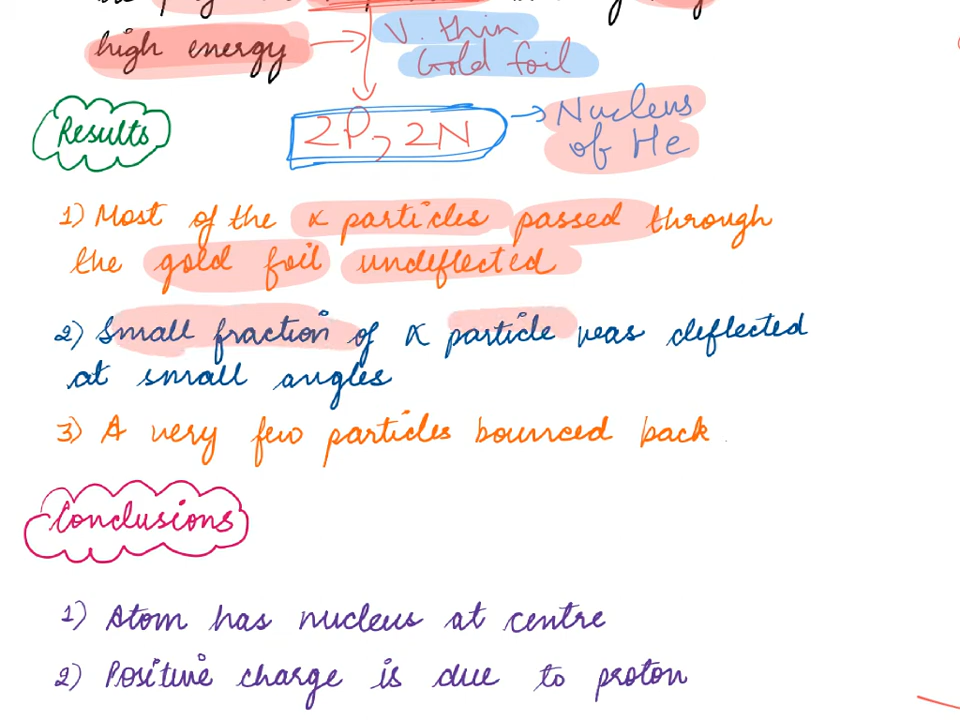 high energy
V. thin
Gold foil
Results
2P, 2N
Nucleus
of He
1) Most of the α particles passed through
the gold foil undeflected
2) Small fraction of α particle was deflected
at small angles
3) A very few particles bounced back.
Conclusions
1) Atom has nucleus at centre
2) Positive charge is due to proton